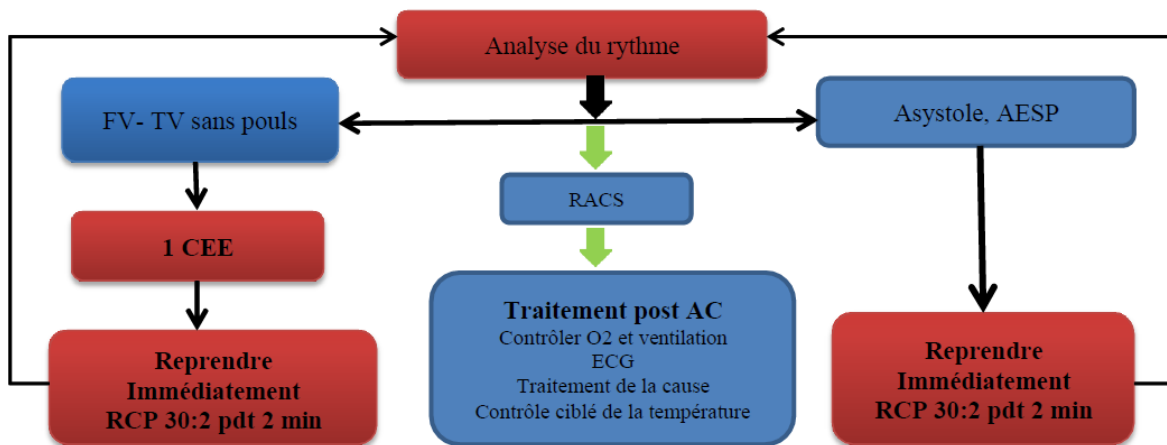 Analyse du rythme
FV- TV sans pouls
Asystole, AESP
RACS
1 CEE
Traitement post AC
Contrôler O2 et ventilation
ECG
Traitement de la cause
Contrôle ciblé de la température
Reprendre
Immédiatement
RCP 30:2 pdt 2 min
Reprendre
Immédiatement
RCP 30:2 pdt 2 min